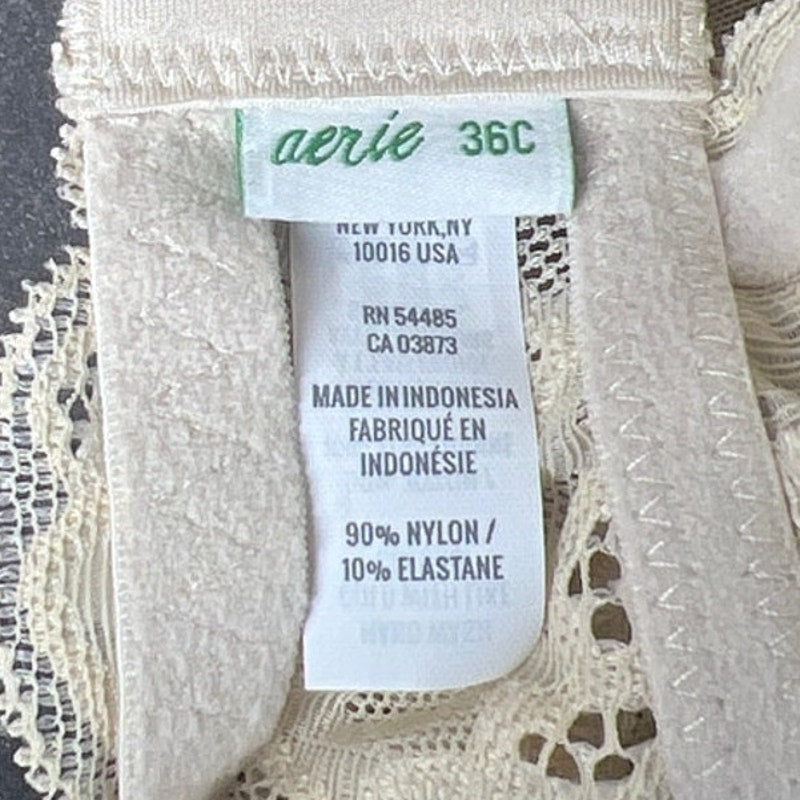 aerie 36C
NEW YORK, NY
10016 USA
RN 54485
CA 03873
MADE IN INDONESIA
FABRIQUÉ EN
INDONÉSIE
90% NYLON /
10% ELASTANE